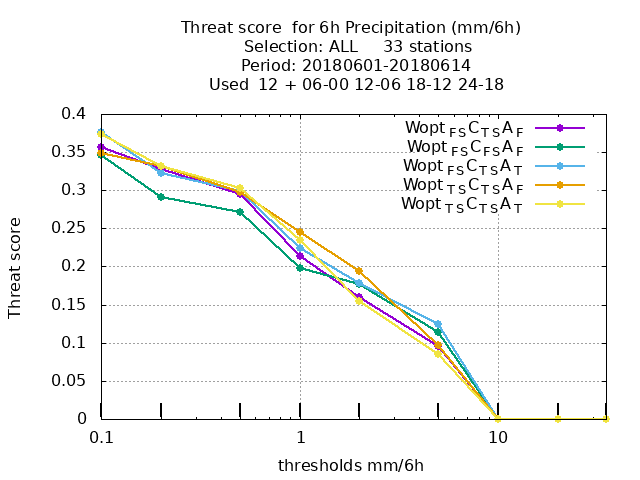 Threat score  for 6h Precipitation (mm/6h)
Selection: ALL     33 stations
Period: 20180601-20180614
Used  12 + 06-00 12-06 18-12 24-18
Wopt FS C TS A F
Wopt FS C FS A F
Wopt FS C TS A T
Wopt TS C TS A F
Wopt TS C TS A T
Threat score
0.4
0.35
0.3
0.25
0.2
0.15
0.1
0.05
0
0.1 1 10
thresholds mm/6h